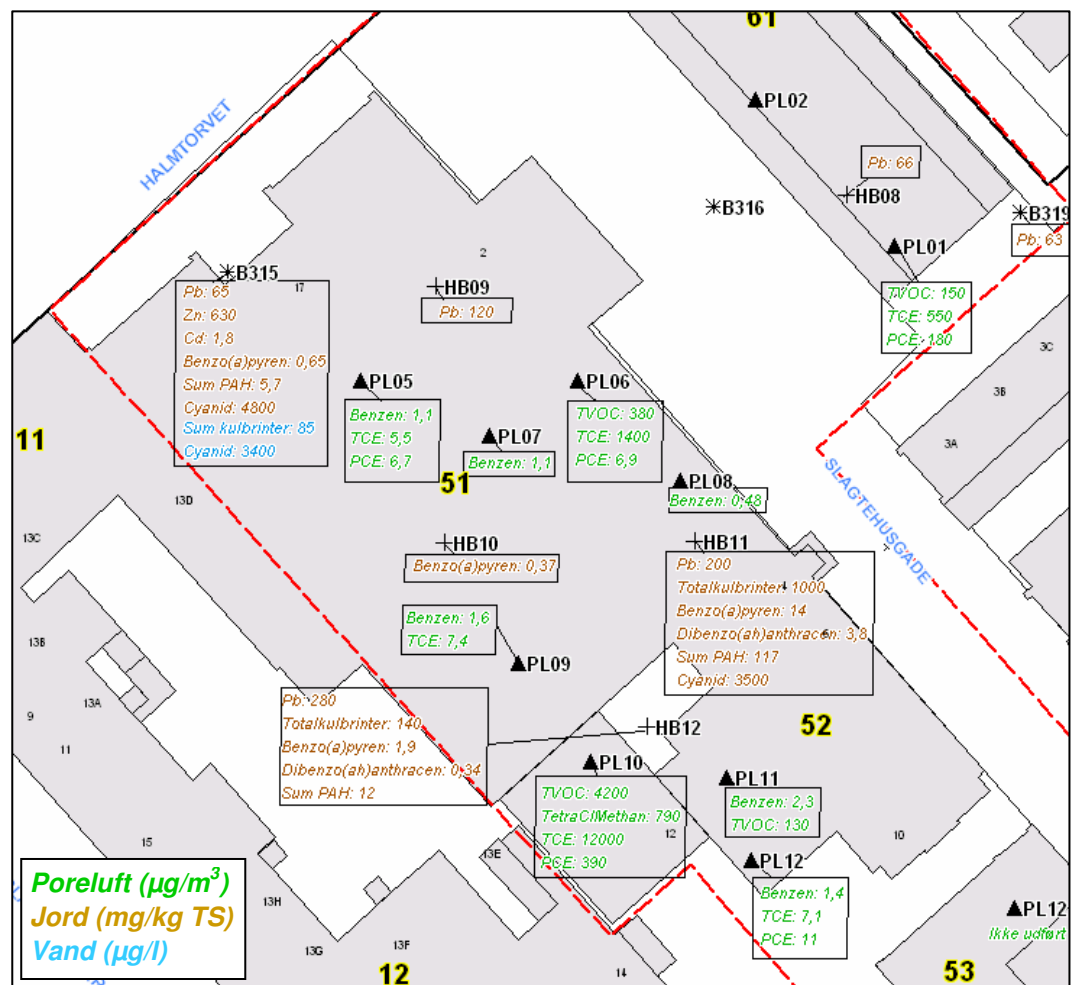 61
PL02
HALMTORVET
Pb: 66
HB08
B316
B319
Pb: 63
PL01
2
B315
17
HB09
Pb: 120
Pb: 65
Zn: 630
Cd: 1,8
Benzo(a)pyren: 0,65
Sum PAH: 5,7
Cyanid: 4800
Sum kulbrinter: 85
Cyanid: 3400
TVOC: 150
TCE: 550
PCE: 180
3C
3B
3A
PL05
Benzen: 1,1
TCE: 5,5
PCE: 6,7
PL06
TVOC: 380
TCE: 1400
PCE: 6,9
PL07
Benzen: 1,1
11
51
PL08
Benzen: 0,48
SLAGTEHUSGADE
13D
13C
HB10
Benzo(a)pyren: 0,37
HB11
Pb: 200
Totalkulbrinter: 1000
Benzo(a)pyren: 14
Dibenzo(ah)anthracen: 3,8
Sum PAH: 117
Cyanid: 3500
4
6
Benzen: 1,6
TCE: 7,4
PL09
13B
13A
9
11
Pb: 280
Totalkulbrinter: 140
Benzo(a)pyren: 1,9
Dibenzo(ah)anthracen: 0,34
Sum PAH: 12
HB12
52
PL10
TVOC: 4200
TetraClMethan: 790
TCE: 12000
PCE: 390
12
PL11
Benzen: 2,3
TVOC: 130
10
15
13E
PL12
Benzen: 1,4
TCE: 7,1
PCE: 11
PL12
Ikke udført
13H
13G
13F
12
14
53
Poreluft (µg/m³)
Jord (mg/kg TS)
Vand (µg/l)